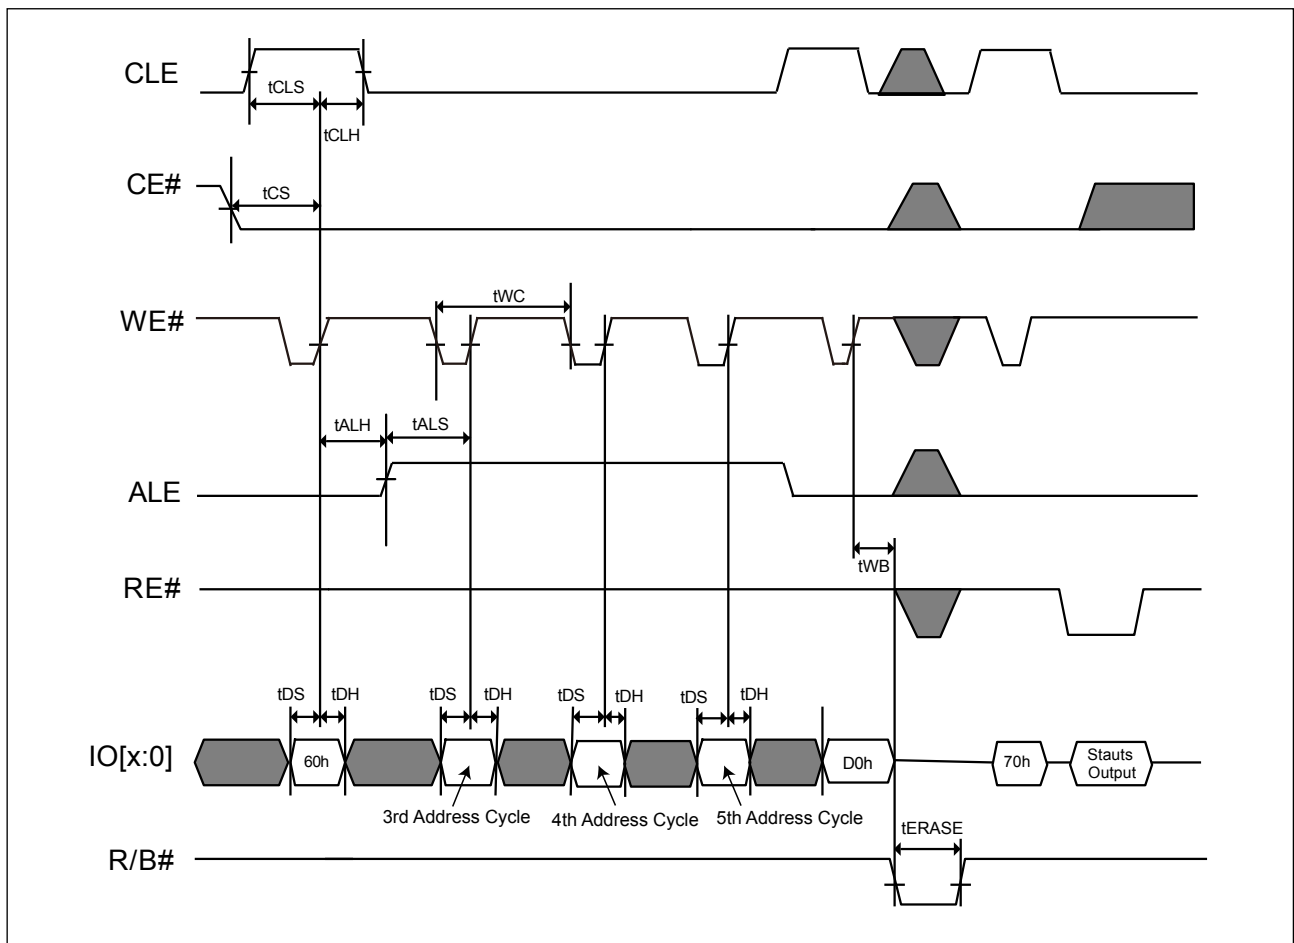 CLE
tCLS
tCLH
CE#
tCS
WE#
tWC
tALH
tALS
ALE
tWB
RE#
tDS
tDH
tDS
tDH
tDS
tDH
tDS
tDH
IO[x:0]
60h
D0h
70h
Stauts
Output
3rd Address Cycle
4th Address Cycle
5th Address Cycle
tERASE
R/B#